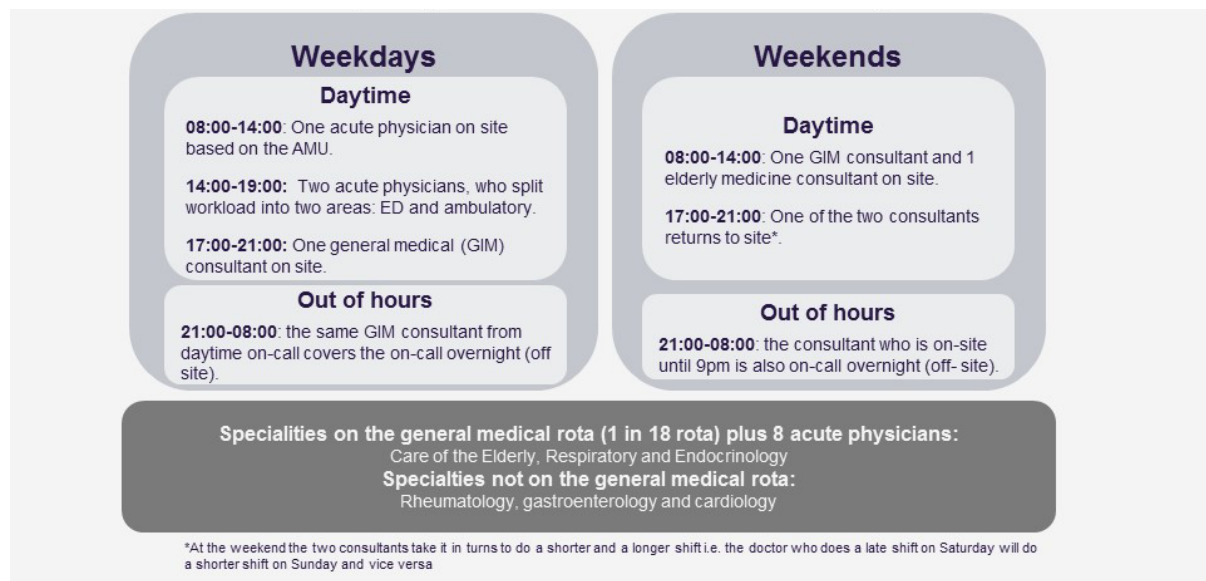 Weekdays
Daytime
08:00-14:00: One acute physician on site
based on the AMU.
14:00-19:00: Two acute physicians, who split
workload into two areas: ED and ambulatory.
17:00-21:00: One general medical (GIM)
consultant on site.
Out of hours
21:00-08:00: the same GIM consultant from
daytime on-call covers the on-call overnight (off
site).
Weekends
Daytime
08:00-14:00: One GIM consultant and 1
elderly medicine consultant on site.
17:00-21:00: One of the two consultants
returns to site*.
Out of hours
21:00-08:00: the consultant who is on-site
until 9pm is also on-call overnight (off- site).
Specialities on the general medical rota (1 in 18 rota) plus 8 acute physicians:
Care of the Elderly, Respiratory and Endocrinology
Specialties not on the general medical rota:
Rheumatology, gastroenterology and cardiology
*At the weekend the two consultants take it in turns to do a shorter and a longer shift i.e. the doctor who does a late shift on Saturday will do
a shorter shift on Sunday and vice versa